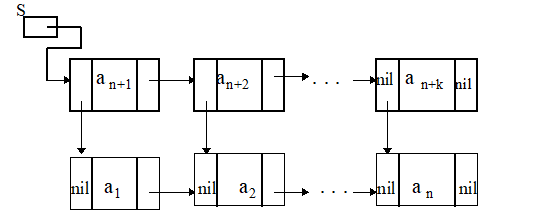 S
a n+1 a n+2 . . . nil a n+k nil
nil a 1 nil a 2 . . . nil a n nil